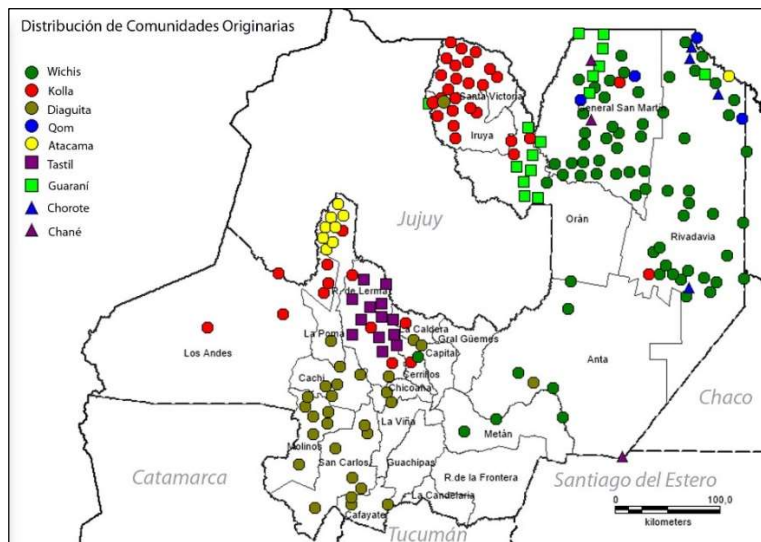 Distribución de Comunidades Originarias
Wichis
Kolla
Diaguita
Qom
Atacama
Tastil
Guaraní
Chorote
Chané
Santa Victoria
General San Martín
Iruya
Jujuy
Orán
Rivadavia
R. de Lerma
La Caldera
La Poma
Gral Güemes
Los Andes
Capital
Anta
Cerrillos
Cachi
Chicoana
Chaco
La Viña
Metán
Molinos
Catamarca
San Carlos
Guachipas
R.de la Frontera
Santiago del Estero
La Candelaria
Cafayate
0
100,0
kilometers
Tucumán